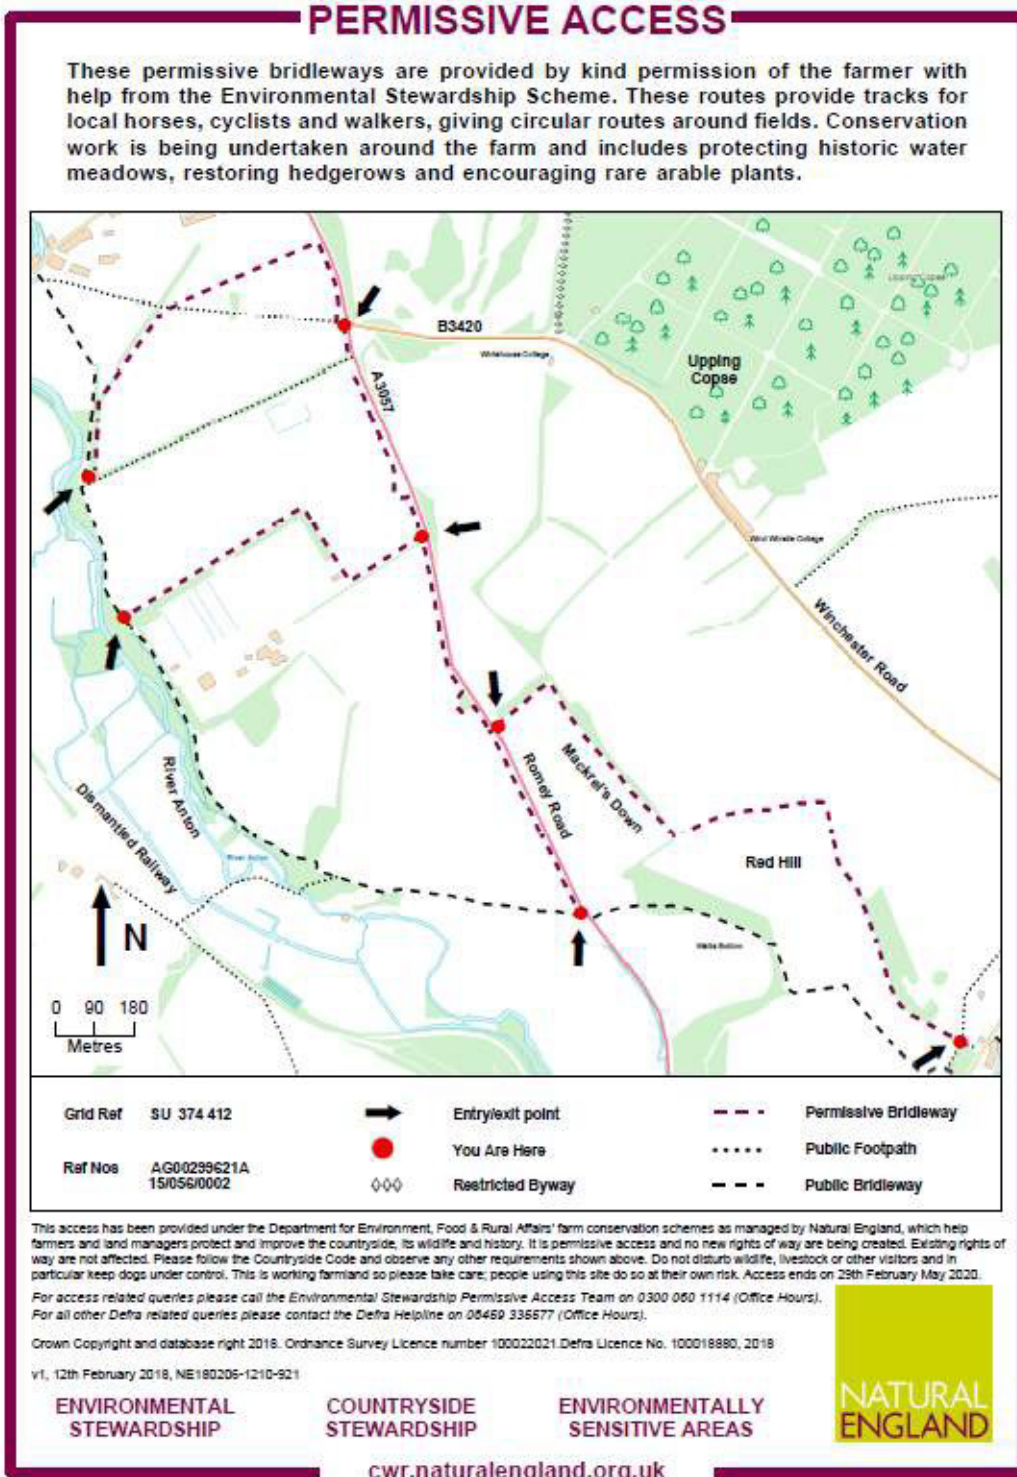 PERMISSIVE ACCESS
These permissive bridleways are provided by kind permission of the farmer with
help from the Environmental Stewardship Scheme. These routes provide tracks for
local horses, cyclists and walkers, giving circular routes around fields. Conservation
work is being undertaken around the farm and includes protecting historic water
meadows, restoring hedgerows and encouraging rare arable plants.
Upping Copse
B3420
Whitehouse Cottage
Upping
Copse
A3057
Wind Whistle Cottage
Winchester Road
Mackrel's Down
Romey Road
River Anton
Dismantled Railway
River Anton
Red Hill
N
0 90 180
Metres
Grid Ref SU 374 412
Entry/exit point
Permissive Bridleway
You Are Here
Public Footpath
Ref Nos AG00299621A
15/056/0002
Restricted Byway
Public Bridleway
This access has been provided under the Department for Environment, Food & Rural Affairs' farm conservation schemes as managed by Natural England, which help
farmers and land managers protect and improve the countryside, its wildlife and history. It is permissive access and no new rights of way are being created. Existing rights of
way are not affected. Please follow the Countryside Code and observe any other requirements shown above. Do not disturb wildlife, livestock or other visitors and in
particular keep dogs under control. This is working farmland so please take care; people using this site do so at their own risk. Access ends on 29th February May 2020.
For access related queries please call the Environmental Stewardship Permissive Access Team on 0300 060 1114 (Office Hours).
For all other Defra related queries please contact the Defra Helpline on 08459 335577 (Office Hours).
Crown Copyright and database right 2018. Ordnance Survey Licence number 100022021.Defra Licence No. 100018880, 2018
v1, 12th February 2018, NE180206-1210-921
ENVIRONMENTAL
STEWARDSHIP
COUNTRYSIDE
STEWARDSHIP
ENVIRONMENTALLY
SENSITIVE AREAS
NATURAL
ENGLAND
cwr.naturalengland.org.uk